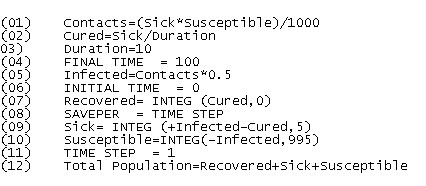 (01) Contacts=(Sick*Susceptible)/1000
(02) Cured=Sick/Duration
03) Duration=10
(04) FINAL TIME = 100
(05) Infected=Contacts*0.5
(06) INITIAL TIME = 0
(07) Recovered= INTEG (Cured,0)
(08) SAVEPER = TIME STEP
(09) Sick= INTEG (+Infected-Cured,5)
(10) Susceptible=INTEG(-Infected,995)
(11) TIME STEP = 1
(12) Total Population=Recovered+Sick+Susceptible